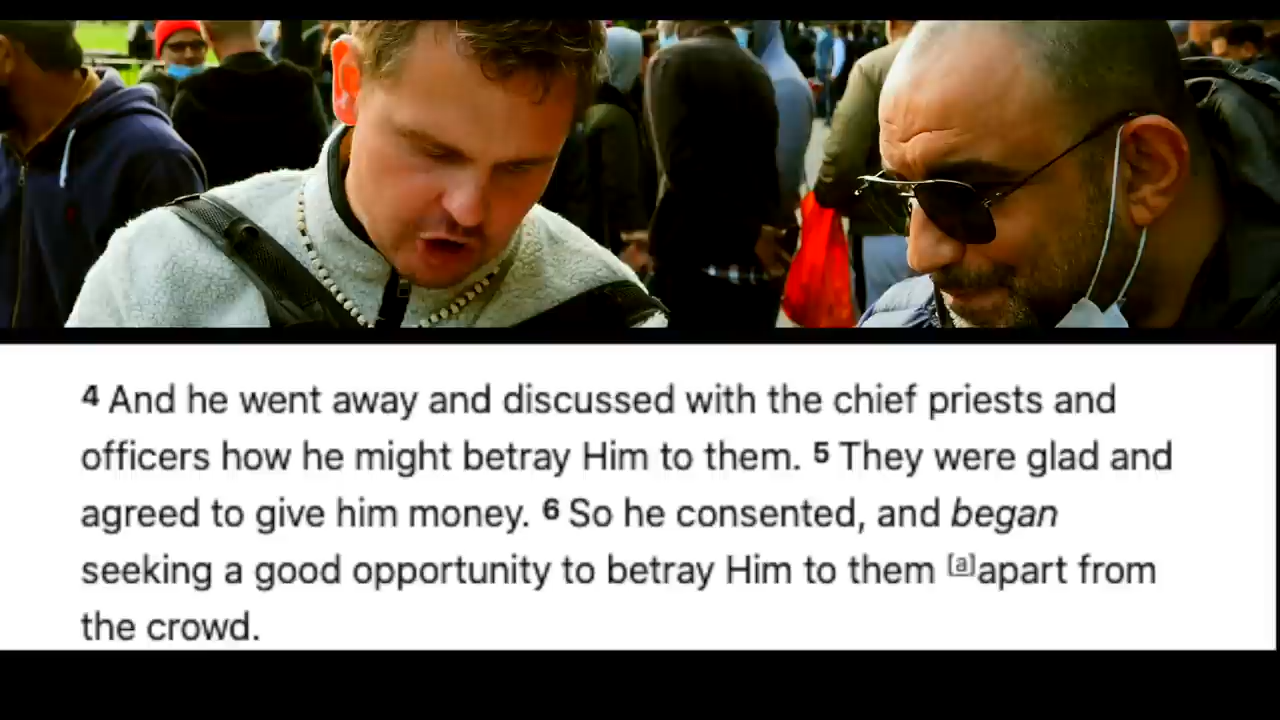 4 And he went away and discussed with the chief priests and
officers how he might betray Him to them. 5 They were glad and
agreed to give him money. 6 So he consented, and began
seeking a good opportunity to betray Him to them [a]apart from
the crowd.